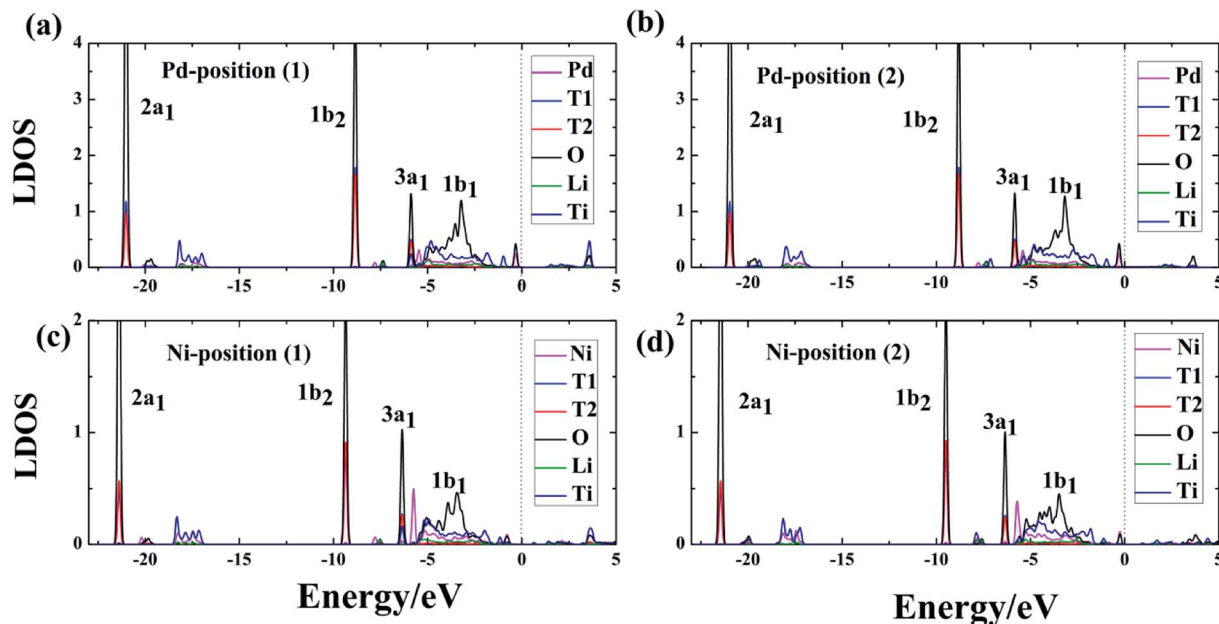 (a)
Pd-position (1)
2a1
1b2
3a1
1b1
Pd
T1
T2
O
Li
Ti
LDOS
4
3
2
1
0
-20 -15 -10 -5 0 5
(b)
Pd-position (2)
2a1
1b2
3a1
1b1
Pd
T1
T2
O
Li
Ti
4
3
2
1
0
-20 -15 -10 -5 0 5
(c)
Ni-position (1)
2a1
1b2
3a1
1b1
Ni
T1
T2
O
Li
Ti
LDOS
2
1
0
-20 -15 -10 -5 0 5
Energy/eV
(d)
Ni-position (2)
2a1
1b2
3a1
1b1
Ni
T1
T2
O
Li
Ti
2
1
0
-20 -15 -10 -5 0 5
Energy/eV